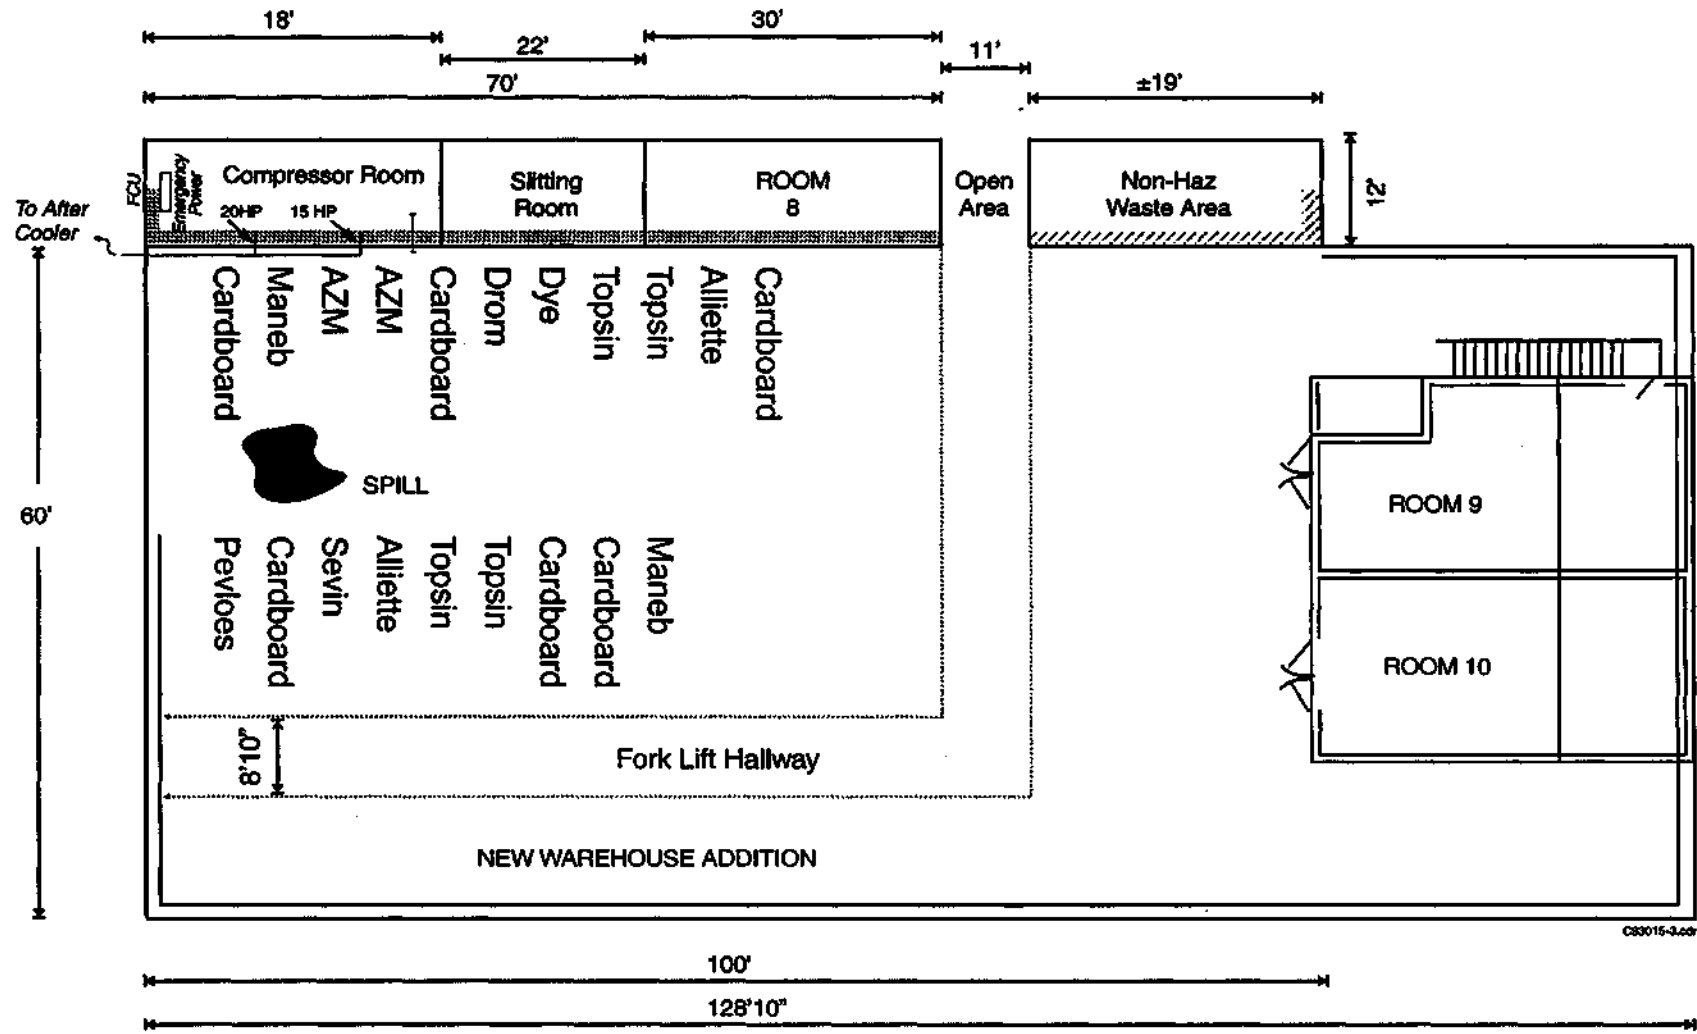 18'
30'
22'
11'
70'
±19'
FCU
Emergency
Power
Compressor Room
20HP
15 HP
Slitting
Room
ROOM
8
Open
Area
Non-Haz
Waste Area
12'
To After
Cooler
Cardboard
Maneb
AZM
AZM
Cardboard
Drom
Dye
Topsin
Topsin
Alliette
Cardboard
SPILL
60'
ROOM 9
Pevloes
Cardboard
Sevin
Alliette
Topsin
Topsin
Cardboard
Cardboard
Maneb
ROOM 10
8'10"
Fork Lift Hallway
NEW WAREHOUSE ADDITION
C83015-3.cdr
100'
128'10"